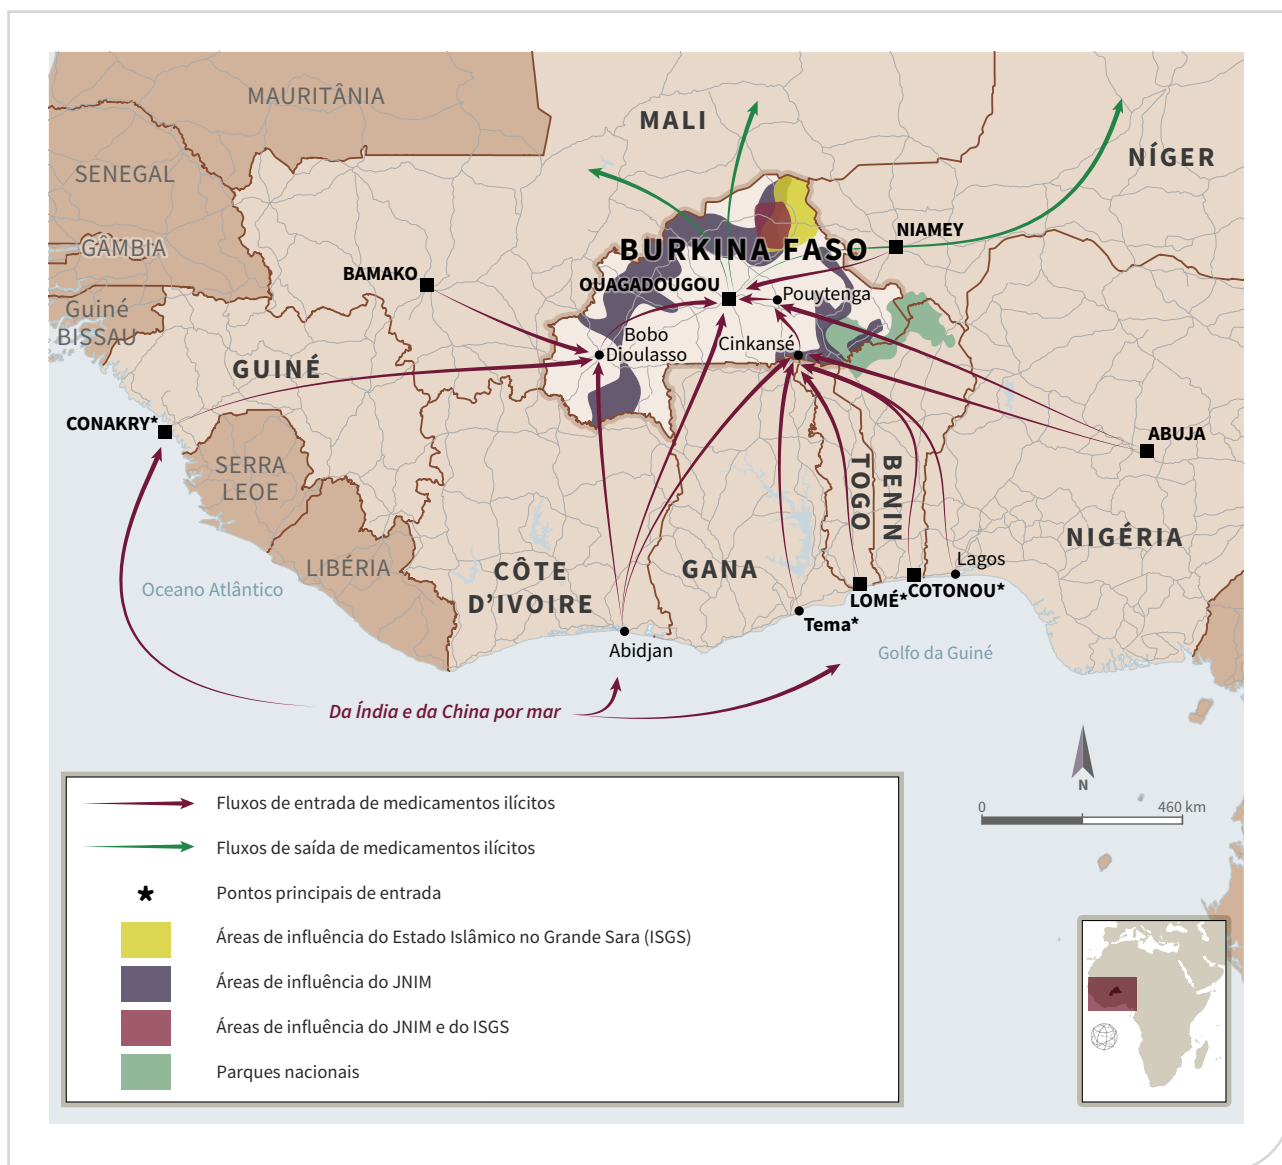 MAURITÂNIA
MALI
NÍGER
SENEGAL
GÂMBIA
NIAMEY
BURKINA FASO
BAMAKO
OUAGADOUGOU
Pouytenga
Guiné
BISSAU
Bobo
Dioulasso
Cinkansé
GUINÉ
CONAKRY*
ABUJA
SERRA
LEOE
TOGO
BENIN
NIGÉRIA
LIBÉRIA
CÔTE
D’IVOIRE
GANA
Lagos
Oceano Atlântico
LOMÉ*
COTONOU*
Tema*
Abidjan
Golfo da Guiné
Da Índia e da China por mar
N
0 460 km
Fluxos de entrada de medicamentos ilícitos
Fluxos de saída de medicamentos ilícitos
* Pontos principais de entrada
Áreas de influência do Estado Islâmico no Grande Sara (ISGS)
Áreas de influência do JNIM
Áreas de influência do JNIM e do ISGS
Parques nacionais